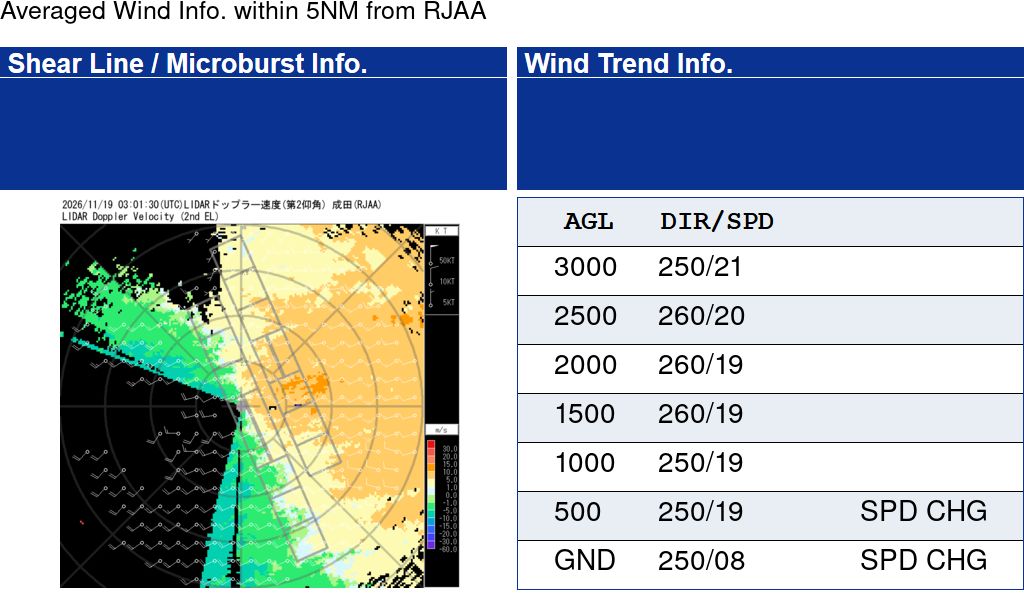 Averaged Wind Info. within 5NM from RJAA
Shear Line / Microburst Info.
Wind Trend Info.
2026/11/19 03:01:30(UTC)LIDARドップラー速度(第2仰角) 成田(RJAA)
LIDAR Doppler Velocity (2nd EL)
KT
50KT
10KT
5KT
m/s
30.0
20.0
15.0
10.0
5.0
1.0
0.0
-1.0
-5.0
-10.0
-15.0
-20.0
-30.0
-60.0
AGL DIR/SPD
3000 250/21
2500 260/20
2000 260/19
1500 260/19
1000 250/19
500 250/19 SPD CHG
GND 250/08 SPD CHG